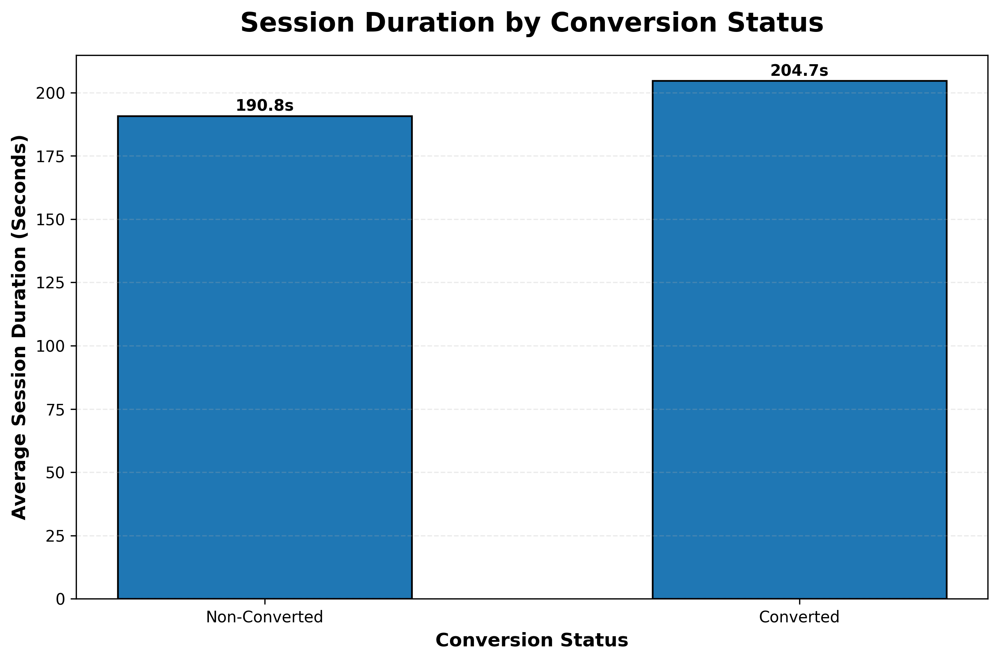 Session Duration by Conversion Status
Average Session Duration (Seconds)
200
175
150
125
100
75
50
25
0
190.8s
204.7s
Non-Converted
Converted
Conversion Status